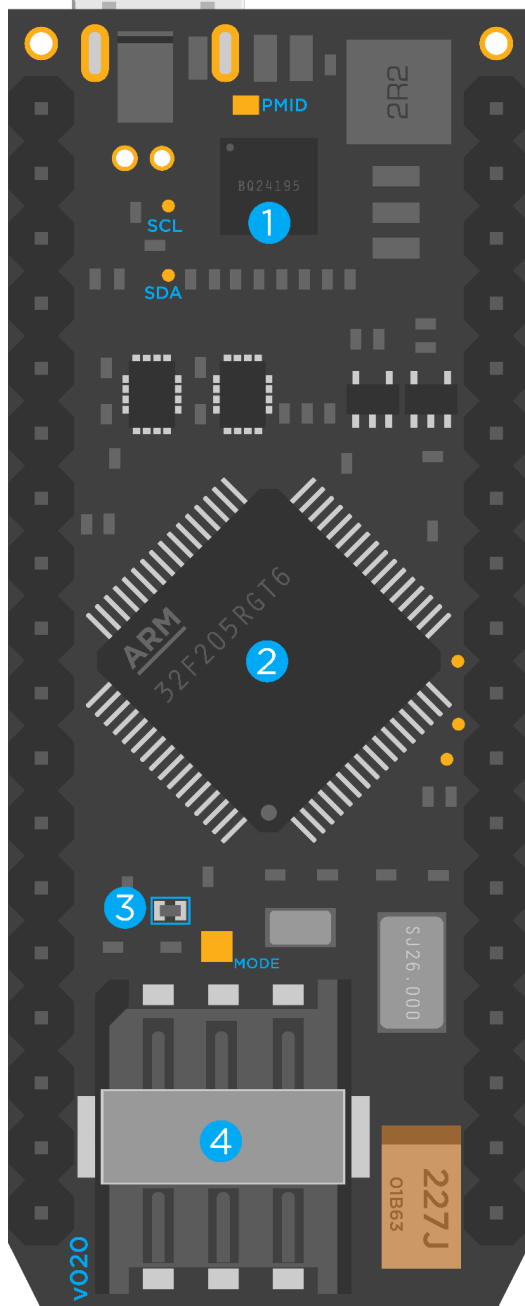 2R2
PMID
BQ24195
1
SCL
SDA
ARM
32F205RGT6
2
3
MODE
SJ26.000
4
227J
01B63
v020